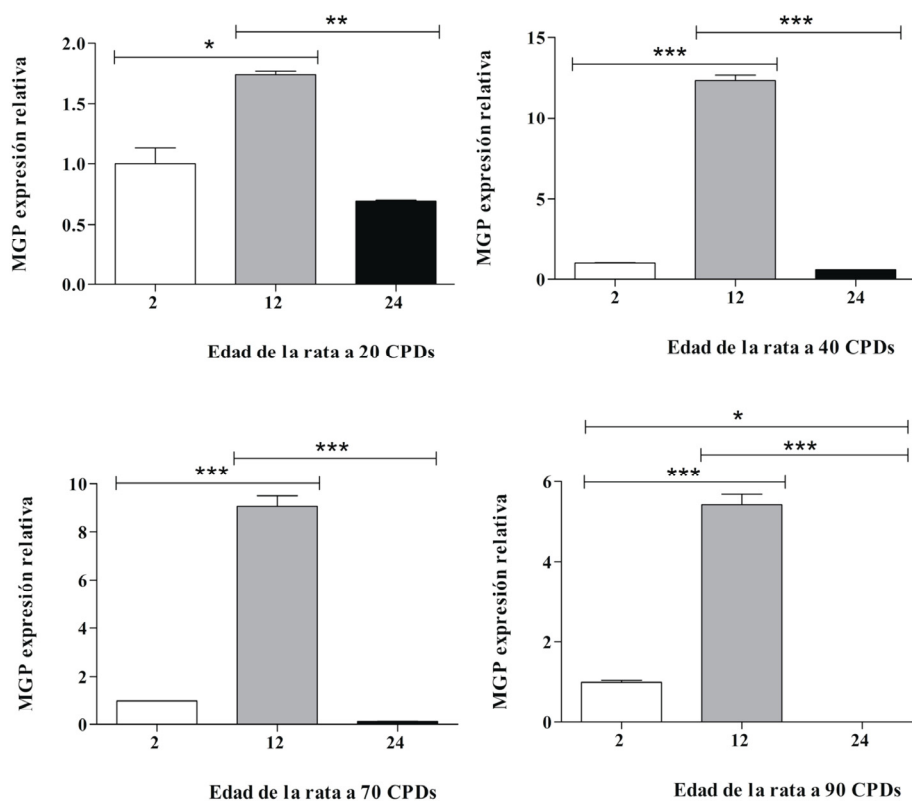 **
*
2.0
1.5
1.0
0.5
0.0
MGP expresión relativa
2 12 24
Edad de la rata a 20 CPDs
***
***
15
10
5
0
MGP expresión relativa
2 12 24
Edad de la rata a 40 CPDs
***
***
10
8
6
4
2
0
MGP expresión relativa
2 12 24
Edad de la rata a 70 CPDs
*
***
***
6
4
2
0
MGP expresión relativa
2 12 24
Edad de la rata a 90 CPDs